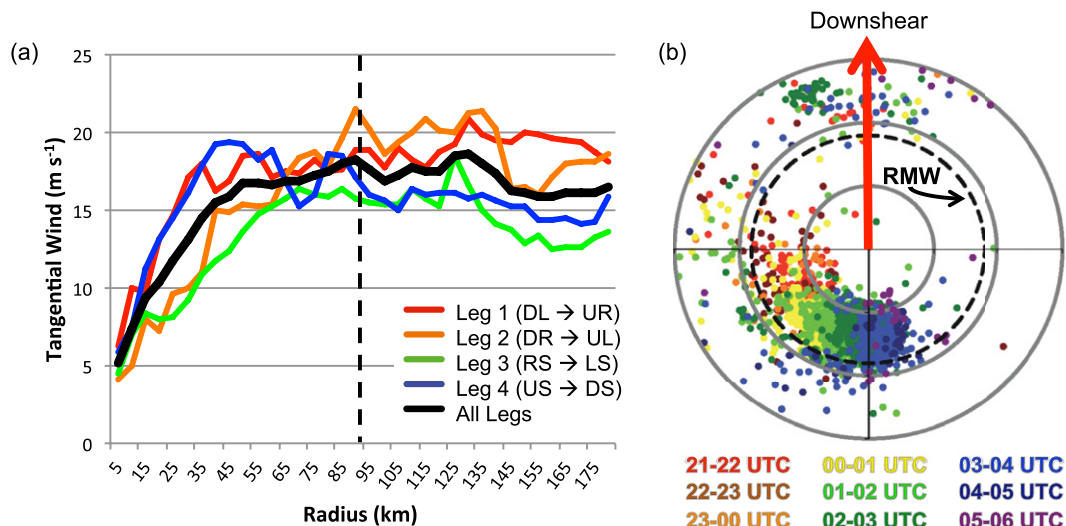 (a)
Tangential Wind (m s⁻¹)
25
20
15
10
5
0
5
15
25
35
45
55
65
75
85
95
105
115
125
135
145
155
165
175
Radius (km)
Leg 1 (DL → UR)
Leg 2 (DR → UL)
Leg 3 (RS → LS)
Leg 4 (US → DS)
All Legs
(b)
Downshear
RMW
21-22 UTC
00-01 UTC
03-04 UTC
22-23 UTC
01-02 UTC
04-05 UTC
23-00 UTC
02-03 UTC
05-06 UTC